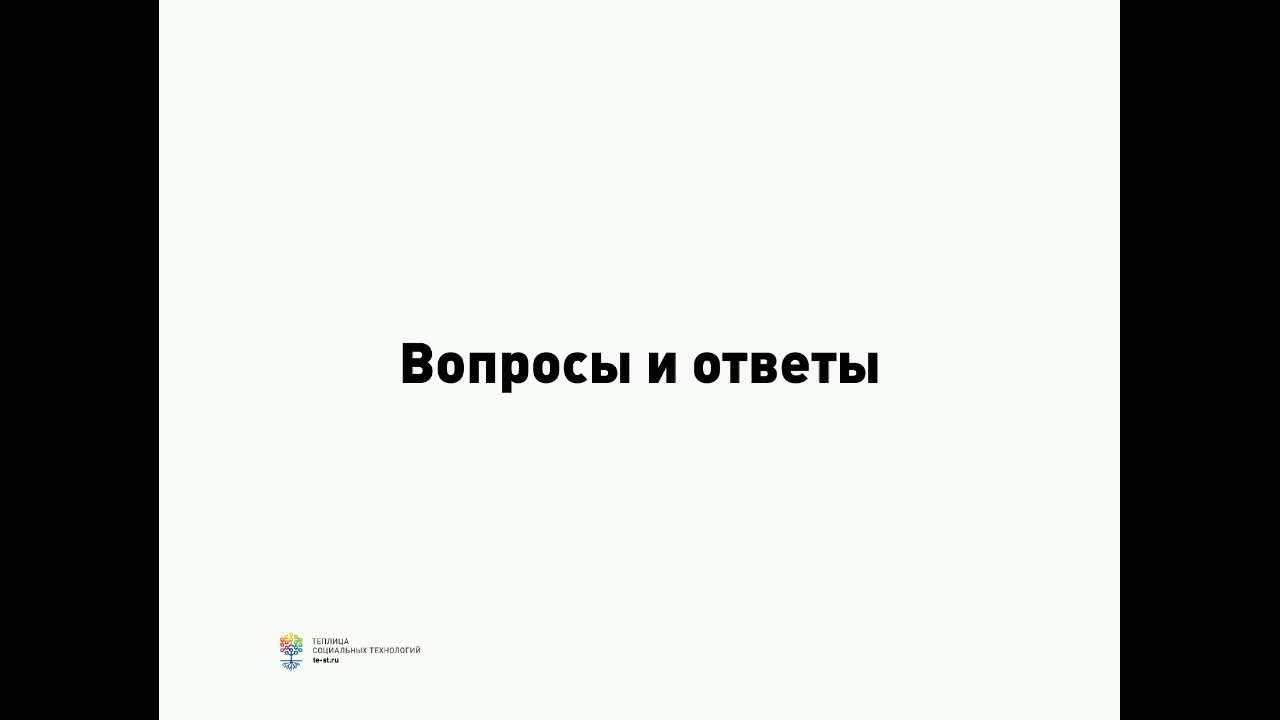 Вопросы и ответы
ТЕПЛИЦА
СОЦИАЛЬНЫХ ТЕХНОЛОГИЙ
te-st.ru